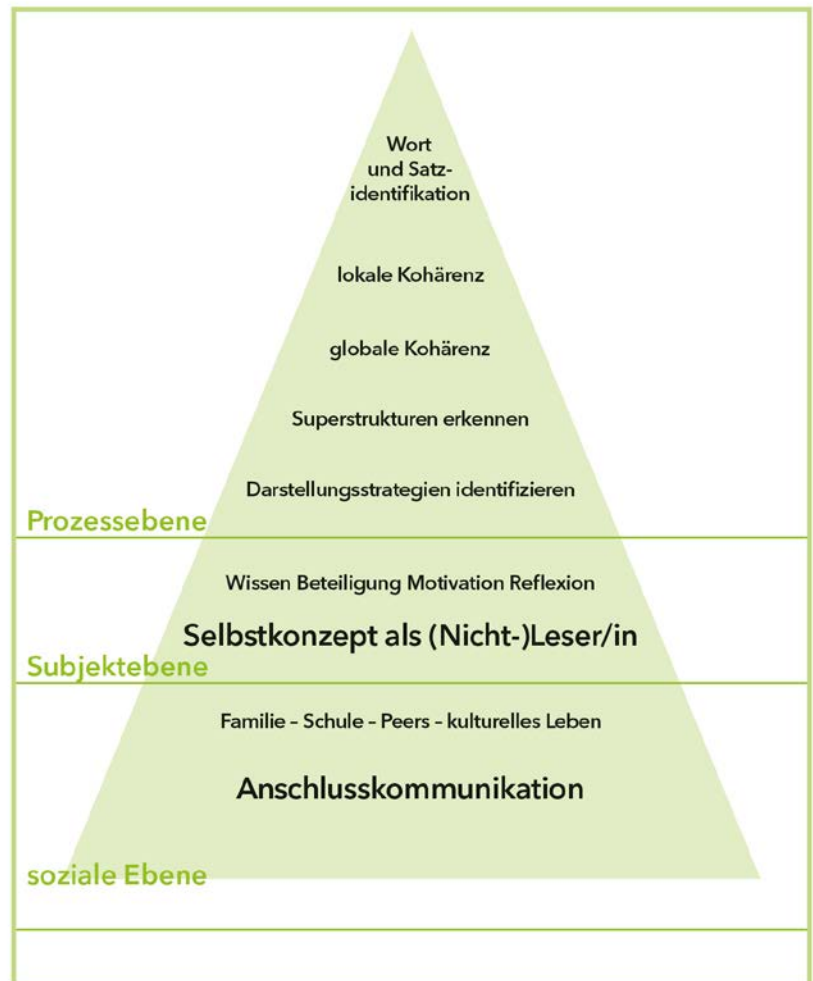 Wort
und Satz-
identifikation
lokale Kohärenz
globale Kohärenz
Superstrukturen erkennen
Darstellungsstrategien identifizieren
Prozessebene
Wissen Beteiligung Motivation Reflexion
Selbstkonzept als (Nicht-)Leser/in
Subjektebene
Familie – Schule – Peers – kulturelles Leben
Anschlusskommunikation
soziale Ebene